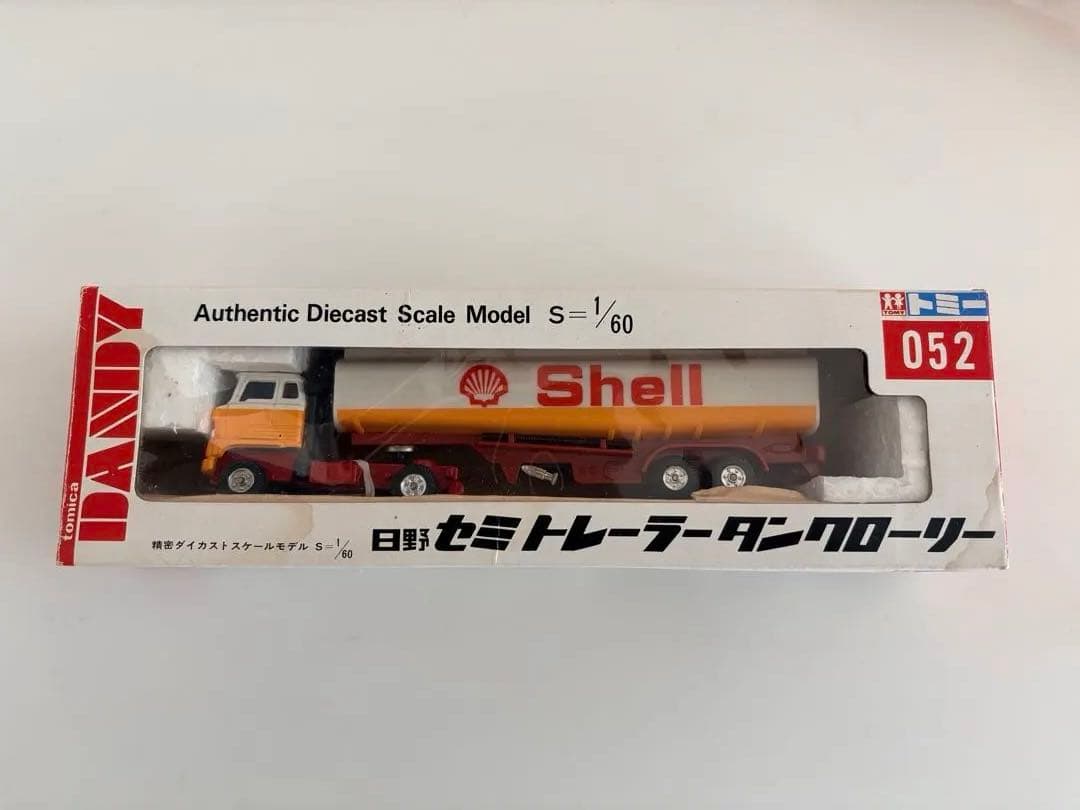 Authentic Diecast Scale Model S=1/60
TOMY トミー
052
tomica DANDY
Shell
精密ダイカストスケールモデル S=1/60
日野セミトレーラータンクローリー